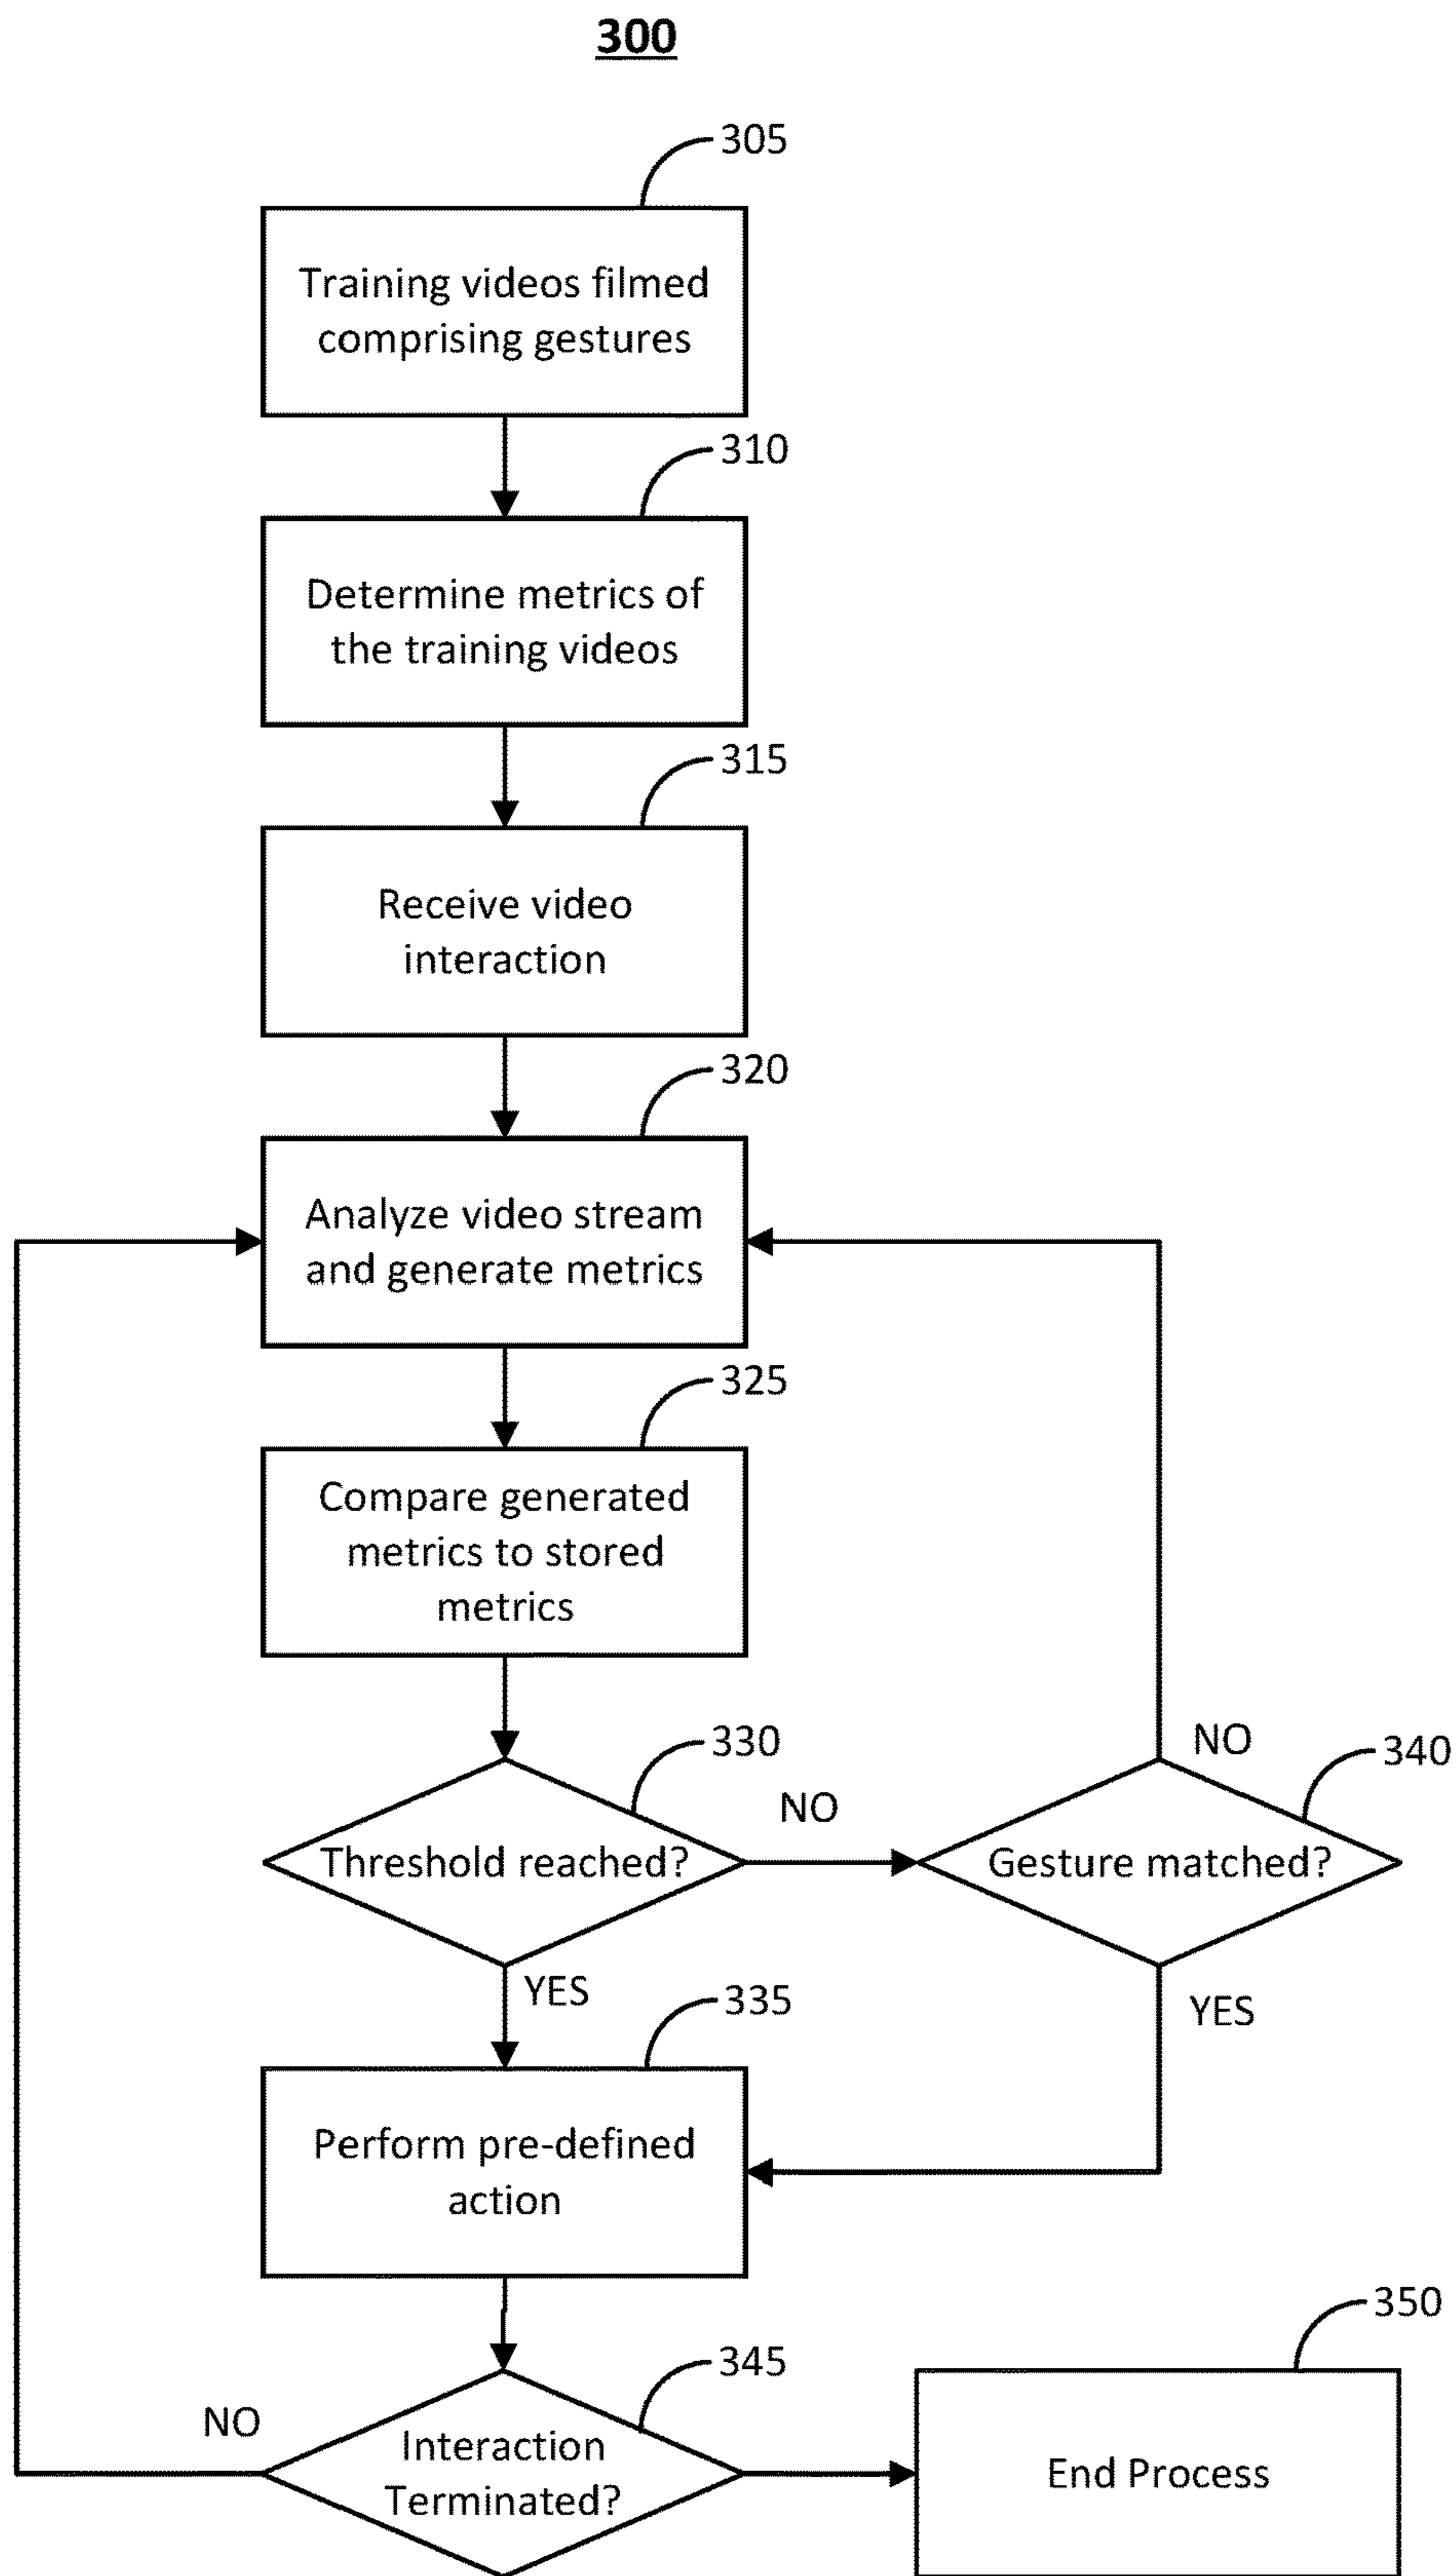 300
305
Training videos filmed
comprising gestures
310
Determine metrics of
the training videos
315
Receive video
interaction
320
Analyze video stream
and generate metrics
325
Compare generated
metrics to stored
metrics
330
Threshold reached?
NO
340
Gesture matched?
NO
YES
YES
335
Perform pre-defined
action
345
Interaction
Terminated?
NO
350
End Process